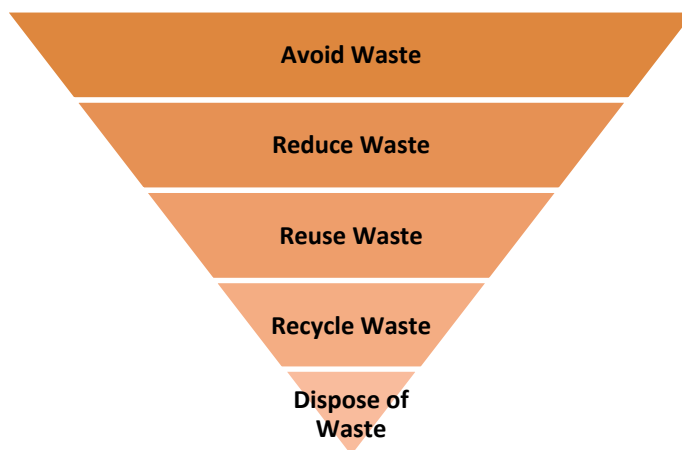 Avoid Waste
Reduce Waste
Reuse Waste
Recycle Waste
Dispose of
Waste